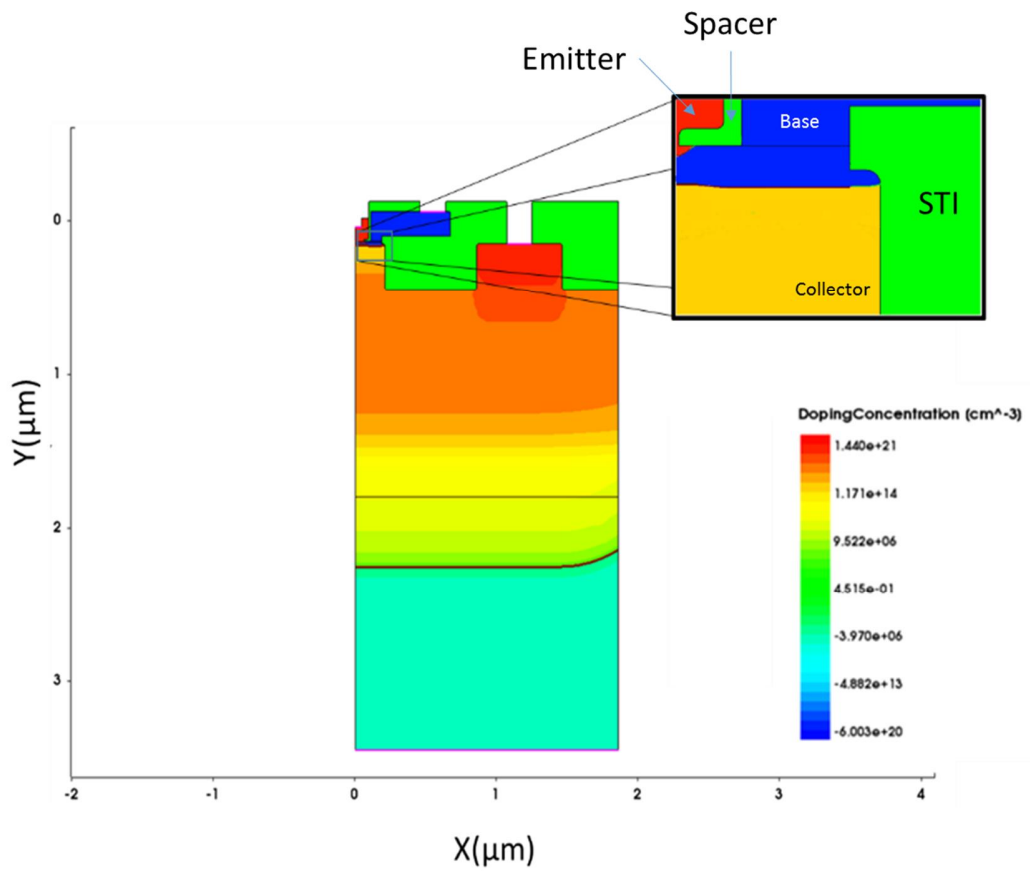 Spacer
Emitter
Base
STI
Collector
0
1
2
3
Y(μm)
DopingConcentration (cm^-3)
1.440e+21
1.171e+14
9.522e+06
4.515e-01
-3.970e+06
-4.882e+13
-6.003e+20
-2
-1
0
1
2
3
4
X(μm)